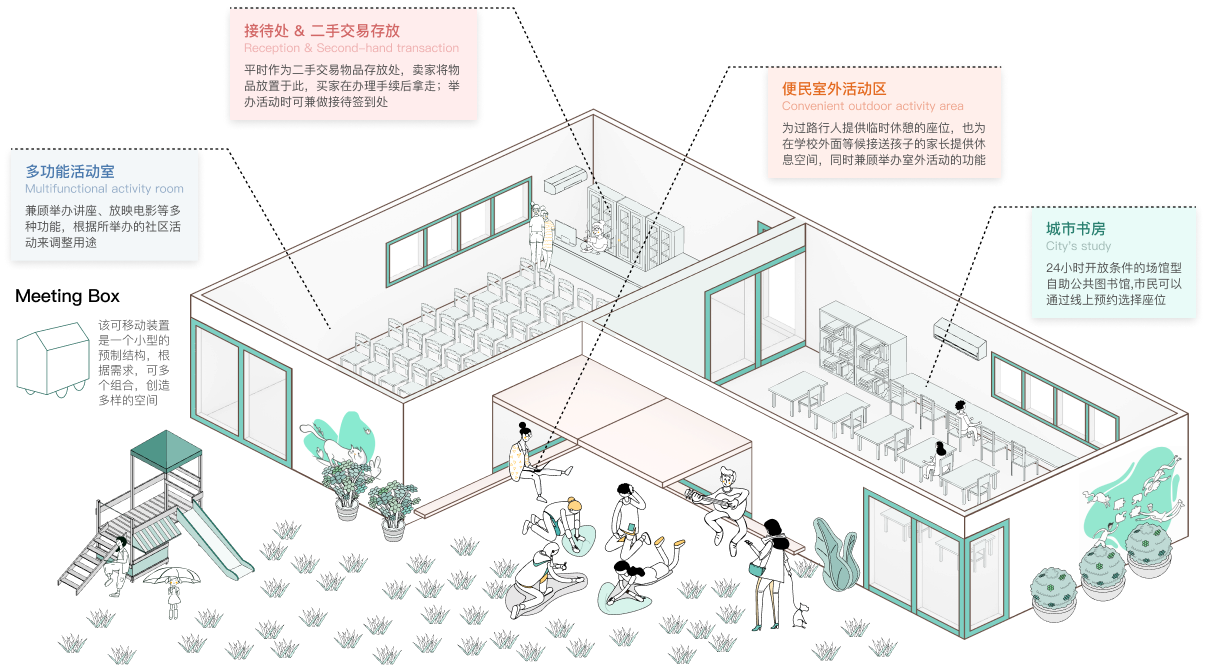 接待处 & 二手交易存放
Reception & Second-hand transaction
平时作为二手交易物品存放处，卖家将物
品放置于此，买家在办理手续后拿走；举
办活动时可兼做接待签到处
便民室外活动区
Convenient outdoor activity area
为过路行人提供临时休憩的座位，也为
在学校外面等候接送孩子的家长提供休
息空间，同时兼顾举办室外活动的功能
多功能活动室
Multifunctional activity room
兼顾举办讲座、放映电影等多
种功能，根据所举办的社区活
动来调整用途
城市书房
City's study
24小时开放条件的场馆型
自助公共图书馆,市民可以
通过线上预约选择座位
Meeting Box
该可移动装置
是一个小型的
预制结构，根
据需求，可多
个组合，创造
多样的空间